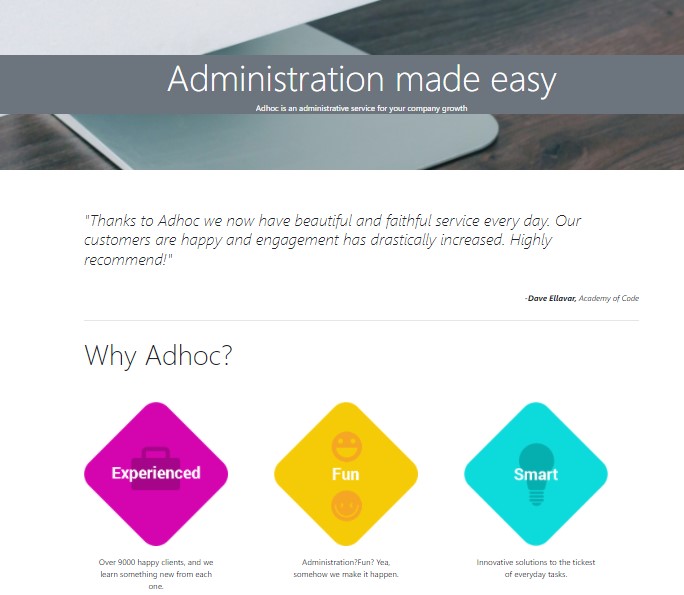 Administration made easy
Adhoc is an administrative service for your company growth
"Thanks to Adhoc we now have beautiful and faithful service every day. Our
customers are happy and engagement has drastically increased. Highly
recommend!"
-Dave Ellavar, Academy of Code
Why Adhoc?
Experienced
Fun
Smart
Over 9000 happy clients, and we
learn something new from each
one.
Administration?Fun? Yea,
somehow we make it happen.
Innovative solutions to the tickest
of everyday tasks.